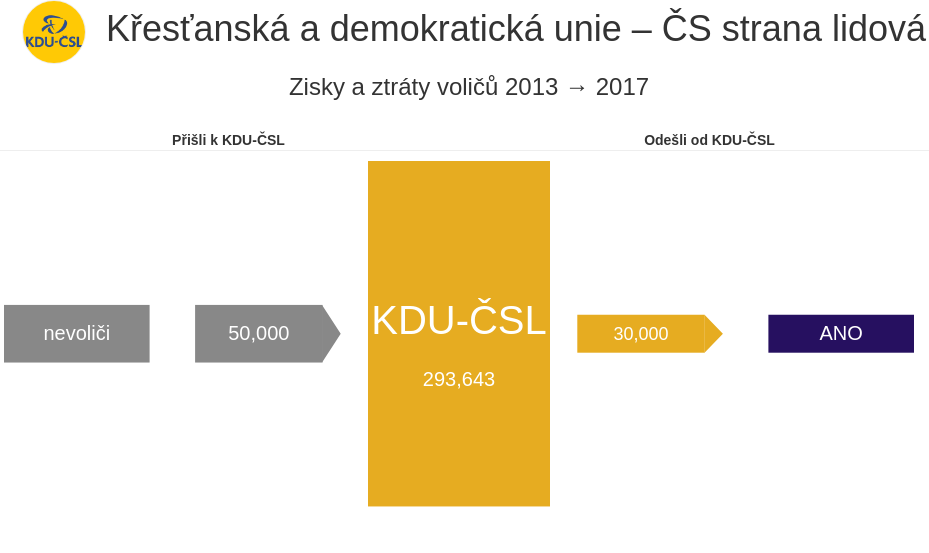 KDU-ČSL
Křesťanská a demokratická unie – ČS strana lidová
Zisky a ztráty voličů 2013 → 2017
Přišli k KDU-ČSL
Odešli od KDU-ČSL
nevoliči
50,000
KDU-ČSL
293,643
30,000
ANO